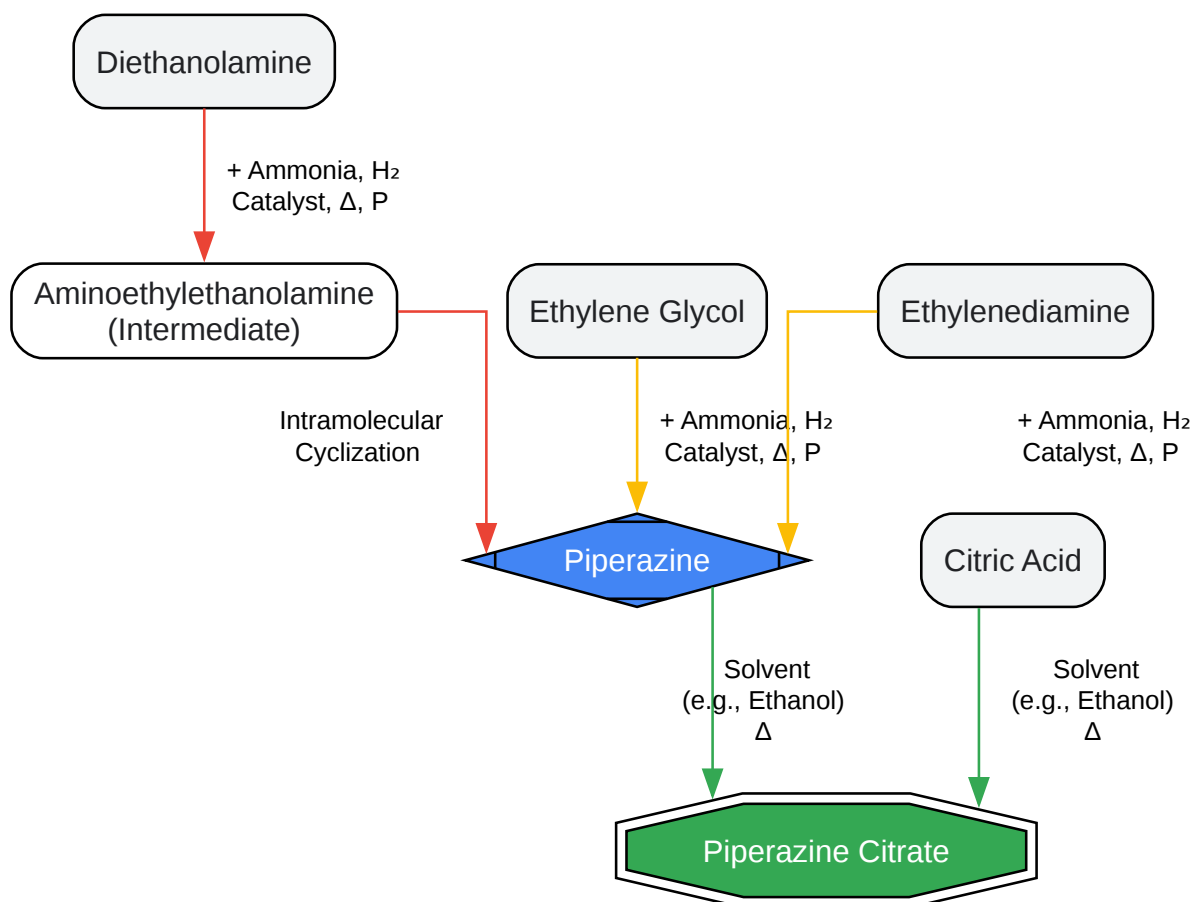 Diethanolamine
+ Ammonia, H₂
Catalyst, Δ, P
Aminoethylethanolamine
(Intermediate)
Ethylene Glycol
Ethylenediamine
Intramolecular
Cyclization
+ Ammonia, H₂
Catalyst, Δ, P
+ Ammonia, H₂
Catalyst, Δ, P
Piperazine
Citric Acid
Solvent
(e.g., Ethanol)
Δ
Solvent
(e.g., Ethanol)
Δ
Piperazine Citrate